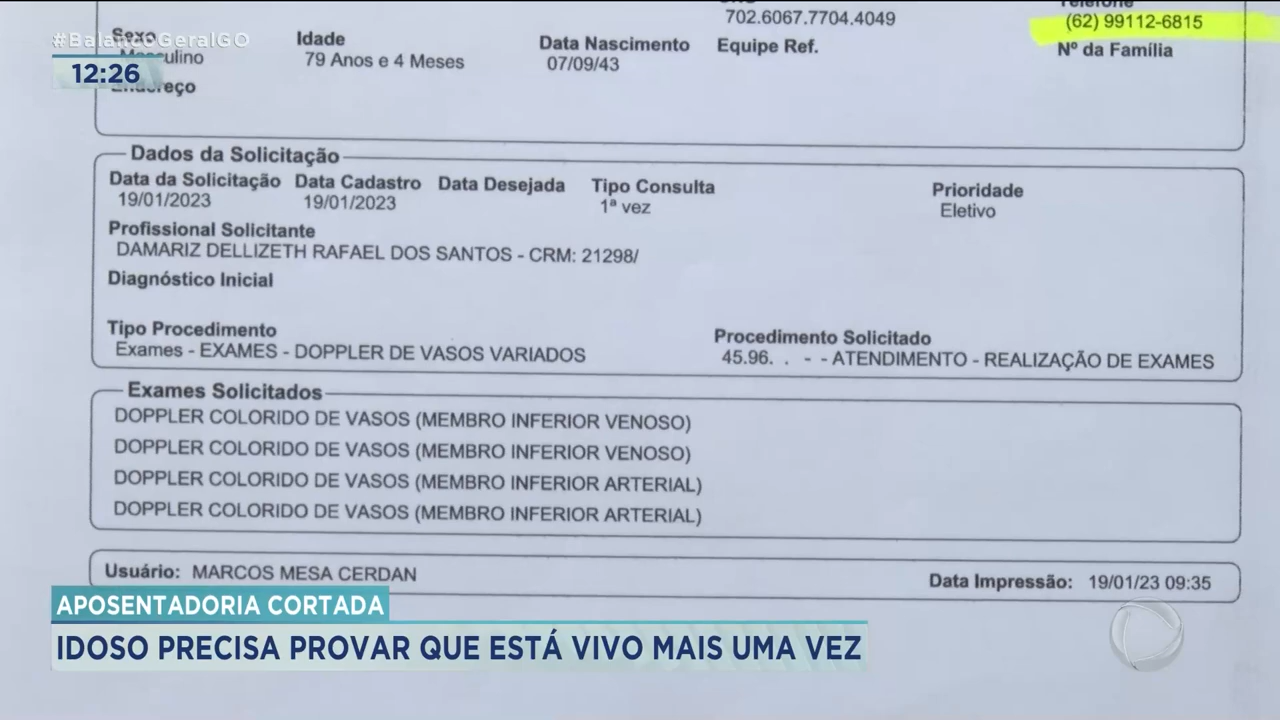 702.6067.7704.4049
Telefone
(62) 99112-6815
#BalançoGeralGO
Sexo
Masculino
Idade
79 Anos e 4 Meses
Data Nascimento
07/09/43
Equipe Ref.
Nº da Família
12:26
Endereço
Dados da Solicitação
Data da Solicitação
19/01/2023
Data Cadastro
19/01/2023
Data Desejada
Tipo Consulta
1ª vez
Prioridade
Eletivo
Profissional Solicitante
DAMARIZ DELLIZETH RAFAEL DOS SANTOS - CRM: 21298/
Diagnóstico Inicial
Tipo Procedimento
Exames - EXAMES - DOPPLER DE VASOS VARIADOS
Procedimento Solicitado
45.96. . - - ATENDIMENTO - REALIZAÇÃO DE EXAMES
Exames Solicitados
DOPPLER COLORIDO DE VASOS (MEMBRO INFERIOR VENOSO)
DOPPLER COLORIDO DE VASOS (MEMBRO INFERIOR VENOSO)
DOPPLER COLORIDO DE VASOS (MEMBRO INFERIOR ARTERIAL)
DOPPLER COLORIDO DE VASOS (MEMBRO INFERIOR ARTERIAL)
Usuário: MARCOS MESA CERDAN
Data Impressão: 19/01/23 09:35
APOSENTADORIA CORTADA
IDOSO PRECISA PROVAR QUE ESTÁ VIVO MAIS UMA VEZ